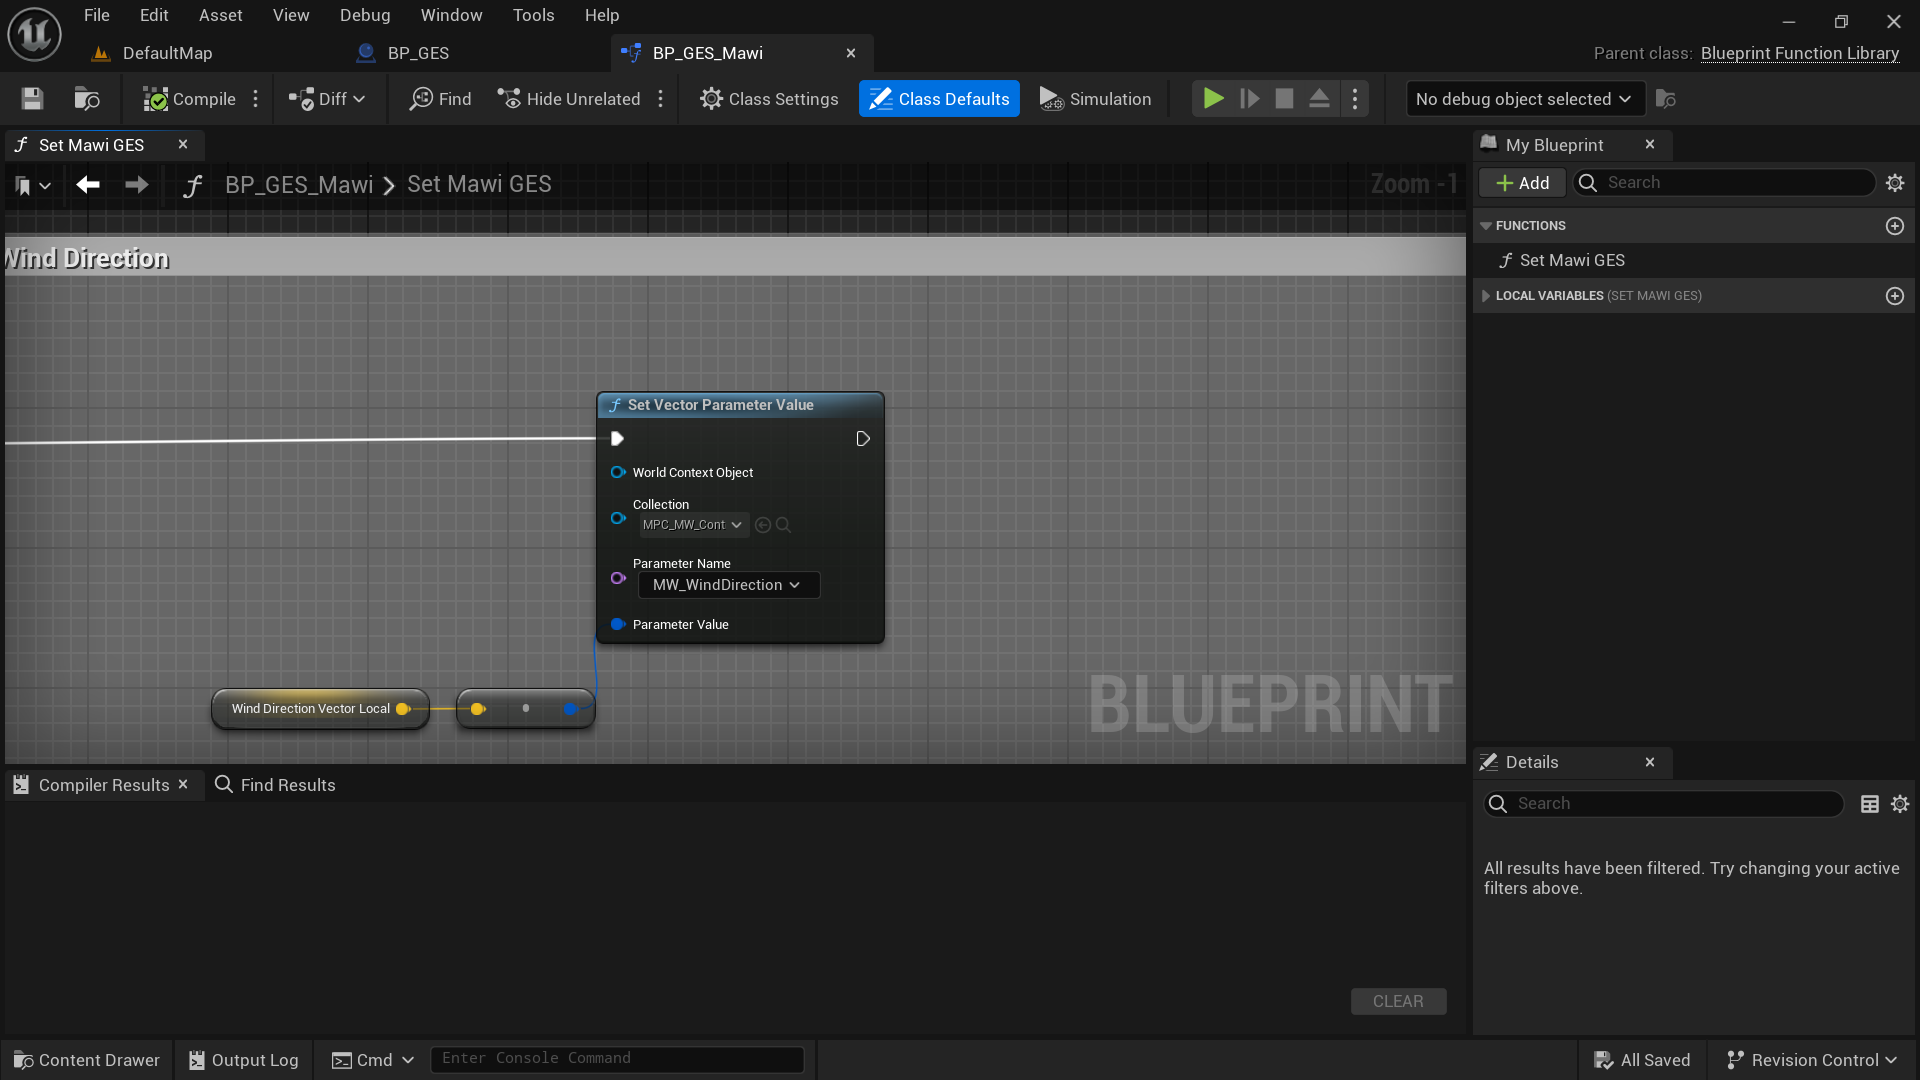 File Edit Asset View Debug Window Tools Help
DefaultMap BP_GES BP_GES_Mawi Parent class: Blueprint Function Library
Compile Diff Find Hide Unrelated Class Settings Class Defaults Simulation No debug object selected
Set Mawi GES
BP_GES_Mawi Set Mawi GES Zoom -1
Wind Direction
Set Vector Parameter Value
World Context Object
Collection
MPC_MW_Cont
Parameter Name
MW_WindDirection
Parameter Value
Wind Direction Vector Local
BLUEPRINT
My Blueprint
Add Search
FUNCTIONS
Set Mawi GES
LOCAL VARIABLES (SET MAWI GES)
Compiler Results Find Results
CLEAR
Details
Search
All results have been filtered. Try changing your active
filters above.
Content Drawer Output Log Cmd Enter Console Command All Saved Revision Control